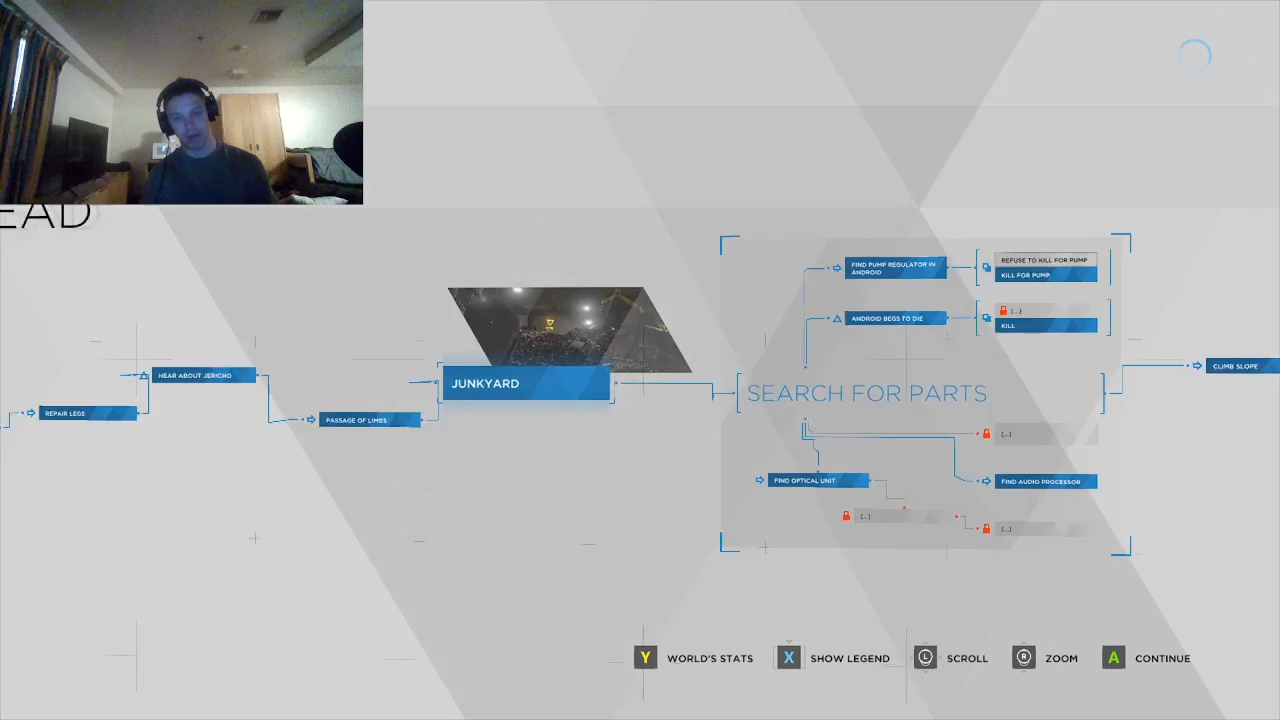 EAD
FIND PUMP REGULATOR IN
ANDROID
REFUSE TO KILL FOR PUMP
KILL FOR PUMP
ANDROID BEGS TO DIE
[...]
KILL
HEAR ABOUT JERICHO
JUNKYARD
SEARCH FOR PARTS
CLIMB SLOPE
REPAIR LEGS
PASSAGE OF LIMBS
[...]
FIND OPTICAL UNIT
FIND AUDIO PROCESSOR
[...]
[...]
Y WORLD'S STATS
X SHOW LEGEND
L SCROLL
R ZOOM
A CONTINUE